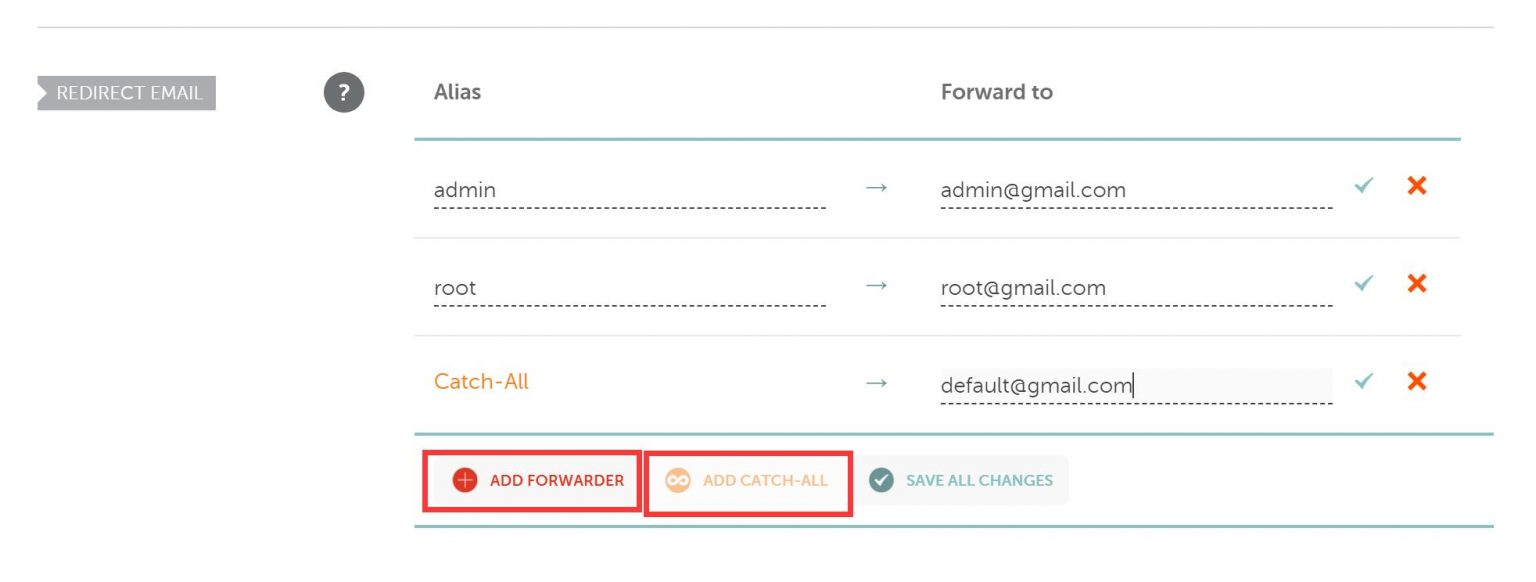 REDIRECT EMAIL ? Alias Forward to
admin → admin@gmail.com
root → root@gmail.com
Catch-All → default@gmail.com
ADD FORWARDER ADD CATCH-ALL SAVE ALL CHANGES